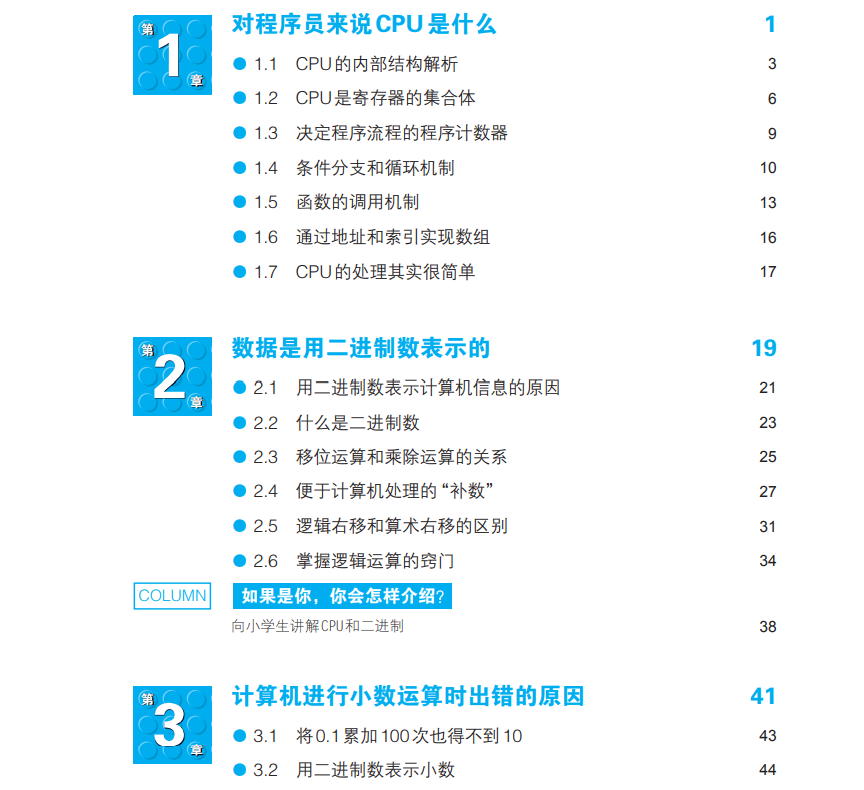 第1章 对程序员来说CPU是什么 1
1.1 CPU的内部结构解析 3
1.2 CPU是寄存器的集合体 6
1.3 决定程序流程的程序计数器 9
1.4 条件分支和循环机制 10
1.5 函数的调用机制 13
1.6 通过地址和索引实现数组 16
1.7 CPU的处理其实很简单 17
第2章 数据是用二进制数表示的 19
2.1 用二进制数表示计算机信息的原因 21
2.2 什么是二进制数 23
2.3 移位运算和乘除运算的关系 25
2.4 便于计算机处理的“补数” 27
2.5 逻辑右移和算术右移的区别 31
2.6 掌握逻辑运算的窍门 34
COLUMN 如果是你，你会怎样介绍?
向小学生讲解CPU和二进制 38
第3章 计算机进行小数运算时出错的原因 41
3.1 将0.1累加100次也得不到10 43
3.2 用二进制数表示小数 44